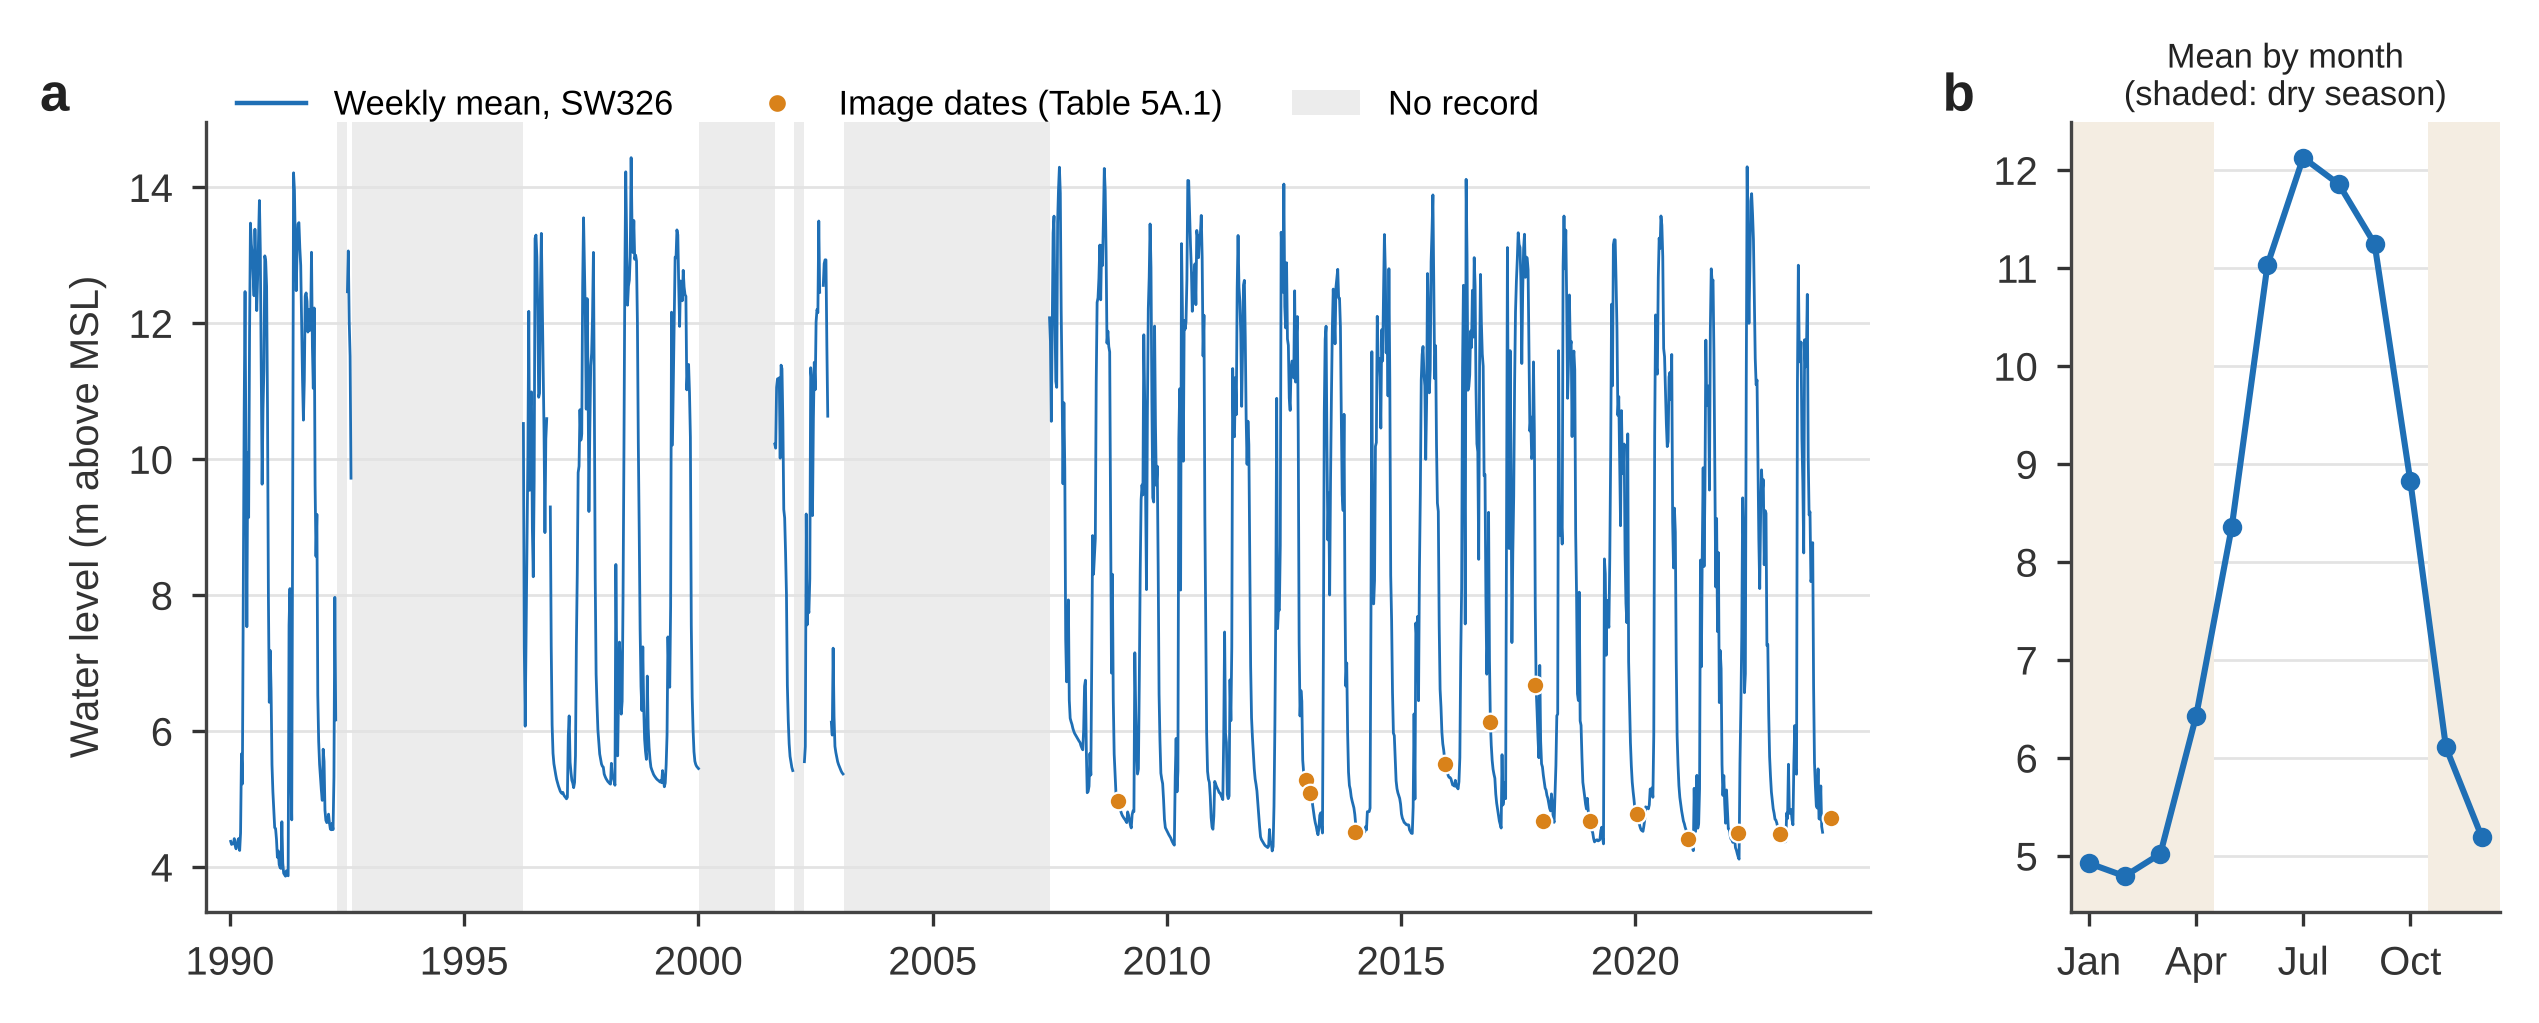 a
Weekly mean, SW326
Image dates (Table 5A.1)
No record
Water level (m above MSL)
14
12
10
8
6
4
1990
1995
2000
2005
2010
2015
2020
b
Mean by month
(shaded: dry season)
12
11
10
9
8
7
6
5
Jan
Apr
Jul
Oct